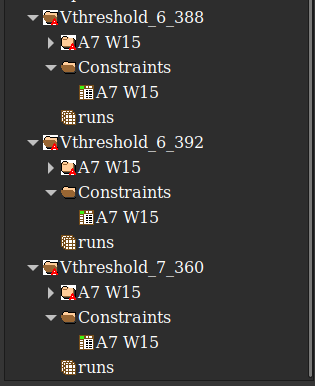 Vthreshold_6_388
A7 W15
Constraints
A7 W15
runs
Vthreshold_6_392
A7 W15
Constraints
A7 W15
runs
Vthreshold_7_360
A7 W15
Constraints
A7 W15
runs